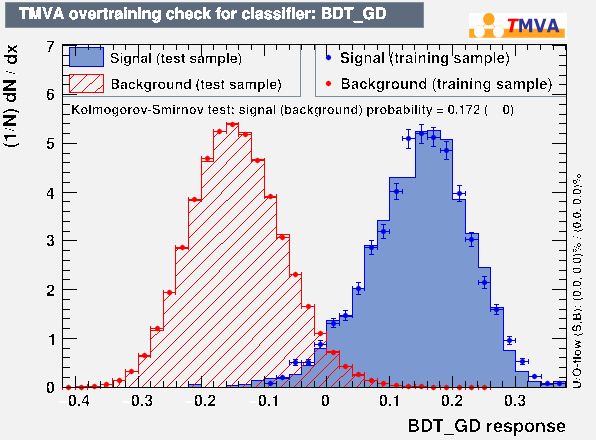 TMVA overtraining check for classifier: BDT_GD
TMVA
(1/N) dN / dx
7
6
5
4
3
2
1
0
Signal (test sample)
Background (test sample)
Signal (training sample)
Background (training sample)
Kolmogorov-Smirnov test: signal (background) probability = 0.172 ( 0)
U/O-flow (S,B): (0.0, 0.0)% / (0.0, 0.0)%
-0.4 -0.3 -0.2 -0.1 0 0.1 0.2 0.3
BDT_GD response